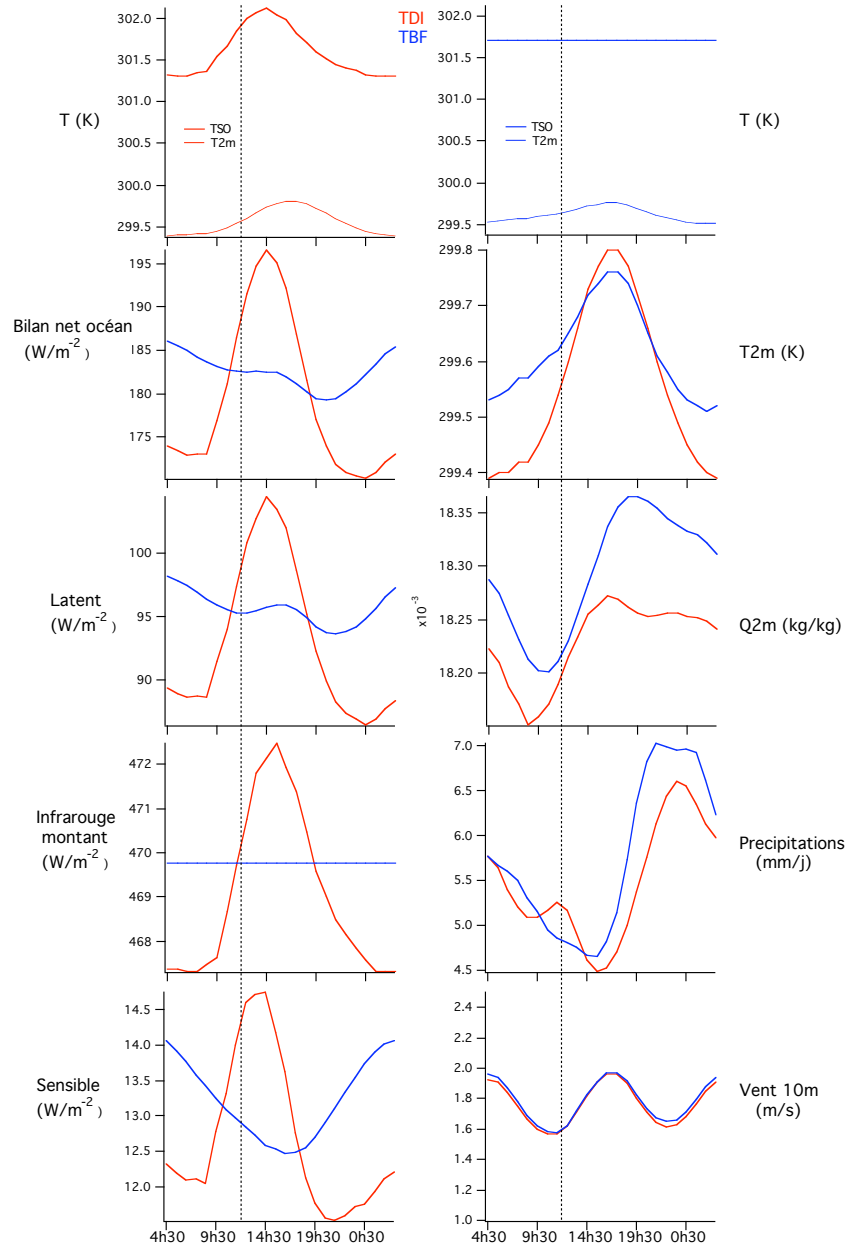 302.0
301.5
301.0
300.5
300.0
299.5
T (K)
TSO
T2m
TDI
TBF
302.0
301.5
301.0
300.5
300.0
299.5
TSO
T2m
T (K)
195
190
185
180
175
Bilan net océan
(W/m-2 )
299.8
299.7
299.6
299.5
299.4
T2m (K)
100
95
90
Latent
(W/m-2 )
18.35
18.30
18.25
18.20
x10-3
Q2m (kg/kg)
472
471
470
469
468
Infrarouge
montant
(W/m-2 )
7.0
6.5
6.0
5.5
5.0
4.5
Precipitations
(mm/j)
14.5
14.0
13.5
13.0
12.5
12.0
Sensible
(W/m-2 )
4h30 9h30 14h30 19h30 0h30
2.4
2.2
2.0
1.8
1.6
1.4
1.2
1.0
Vent 10m
(m/s)
4h30 9h30 14h30 19h30 0h30